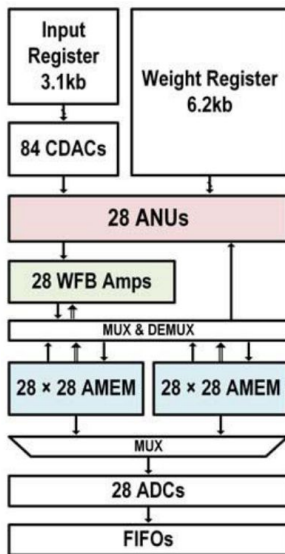 Input
Register
3.1kb
Weight Register
6.2kb
84 CDACs
28 ANUs
28 WFB Amps
MUX & DEMUX
28 × 28 AMEM
28 × 28 AMEM
MUX
28 ADCs
FIFOs